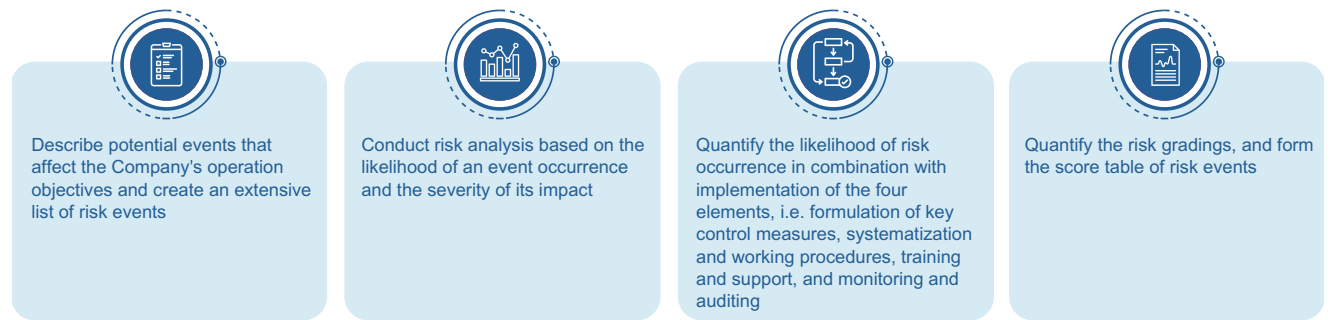 Describe potential events that
affect the Company's operation
objectives and create an extensive
list of risk events
Conduct risk analysis based on the
likelihood of an event occurrence
and the severity of its impact
Quantify the likelihood of risk
occurrence in combination with
implementation of the four
elements, i.e. formulation of key
control measures, systematization
and working procedures, training
and support, and monitoring and
auditing
Quantify the risk gradings, and form
the score table of risk events